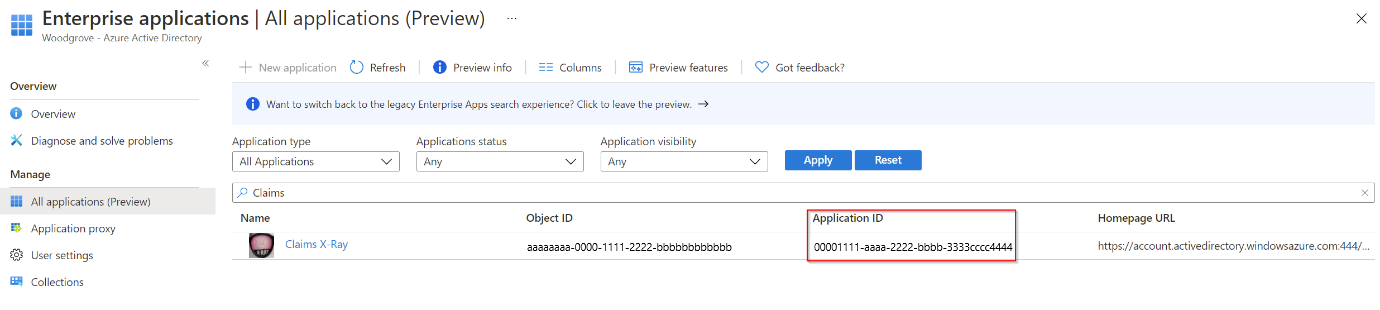 Enterprise applications | All applications (Preview) ...
Woodgrove - Azure Active Directory
Overview
Overview
Diagnose and solve problems
Manage
All applications (Preview)
Application proxy
User settings
Collections
New application Refresh Preview info Columns Preview features Got feedback?
Want to switch back to the legacy Enterprise Apps search experience? Click to leave the preview. →
Application type Applications status Application visibility
All Applications Any Any Apply Reset
Claims
Name Object ID Application ID Homepage URL
Claims X-Ray aaaaaaaa-0000-1111-2222-bbbbbbbbbbbb 00001111-aaaa-2222-bbbb-3333cccc4444 https://account.activedirectory.windowsazure.com:444/...